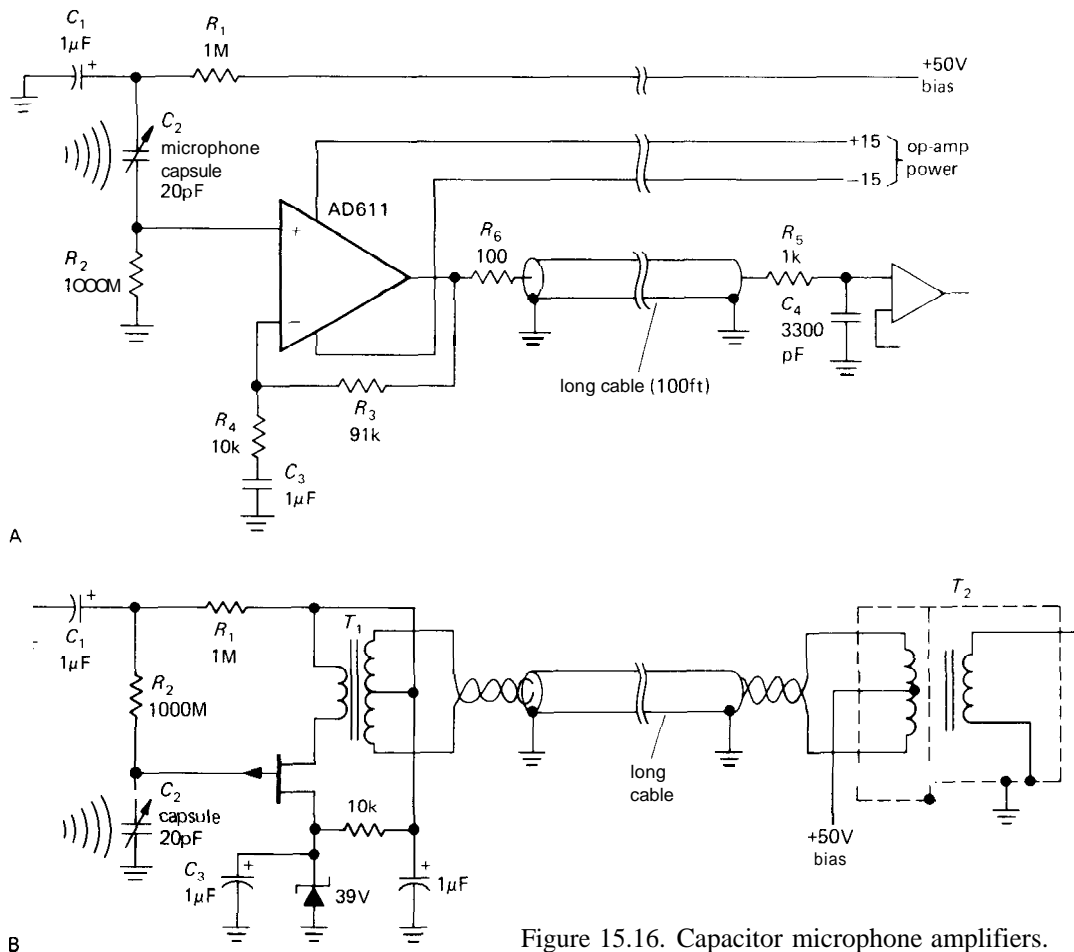 C1
1μF
+
R1
1M
+50V
bias
C2
microphone
capsule
20pF
+15
−15
op-amp
power
AD611
+
−
R2
1000M
R6
100
R5
1k
C4
3300
pF
long cable (100ft)
R3
91k
R4
10k
C3
1μF
A
+
C1
1μF
R1
1M
T1
T2
R2
1000M
C2
capsule
20pF
10k
long
cable
+50V
bias
C3
1μF
+
39V
+
1μF
B
Figure 15.16. Capacitor microphone amplifiers.